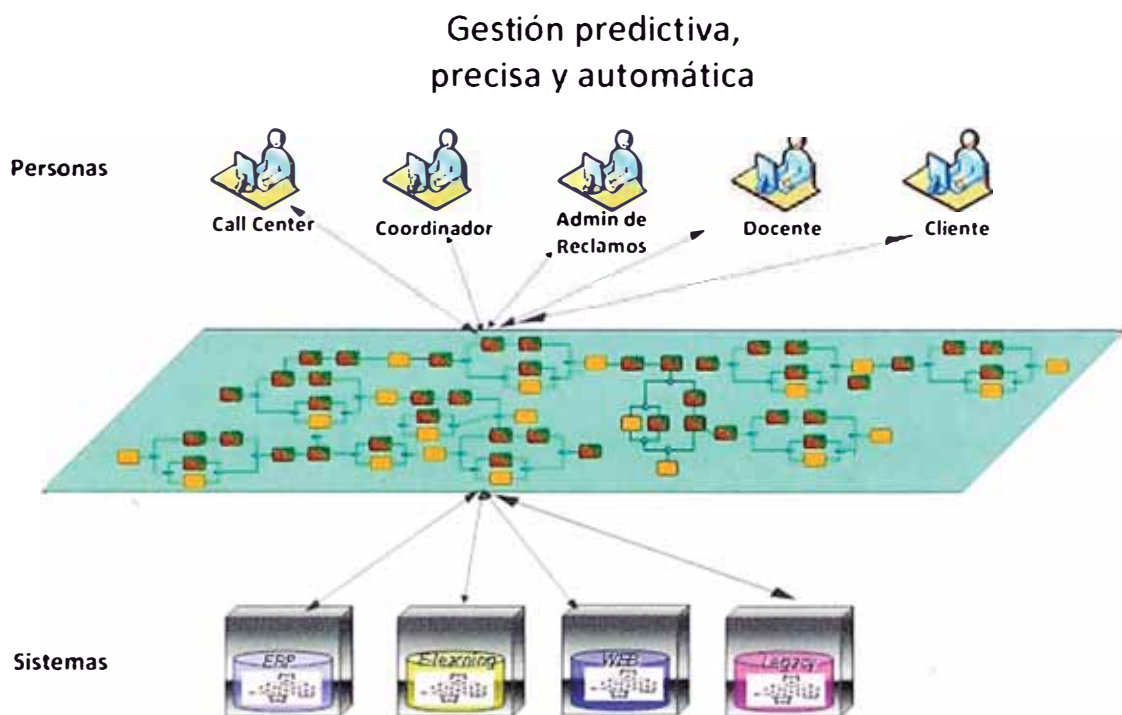 Gestión predictiva,
precisa y automática
Personas
Call Center
Coordinador
Admin de
Reclamos
Docente
Cliente
ERP
Elearning
WEB
Legacy
Sistemas